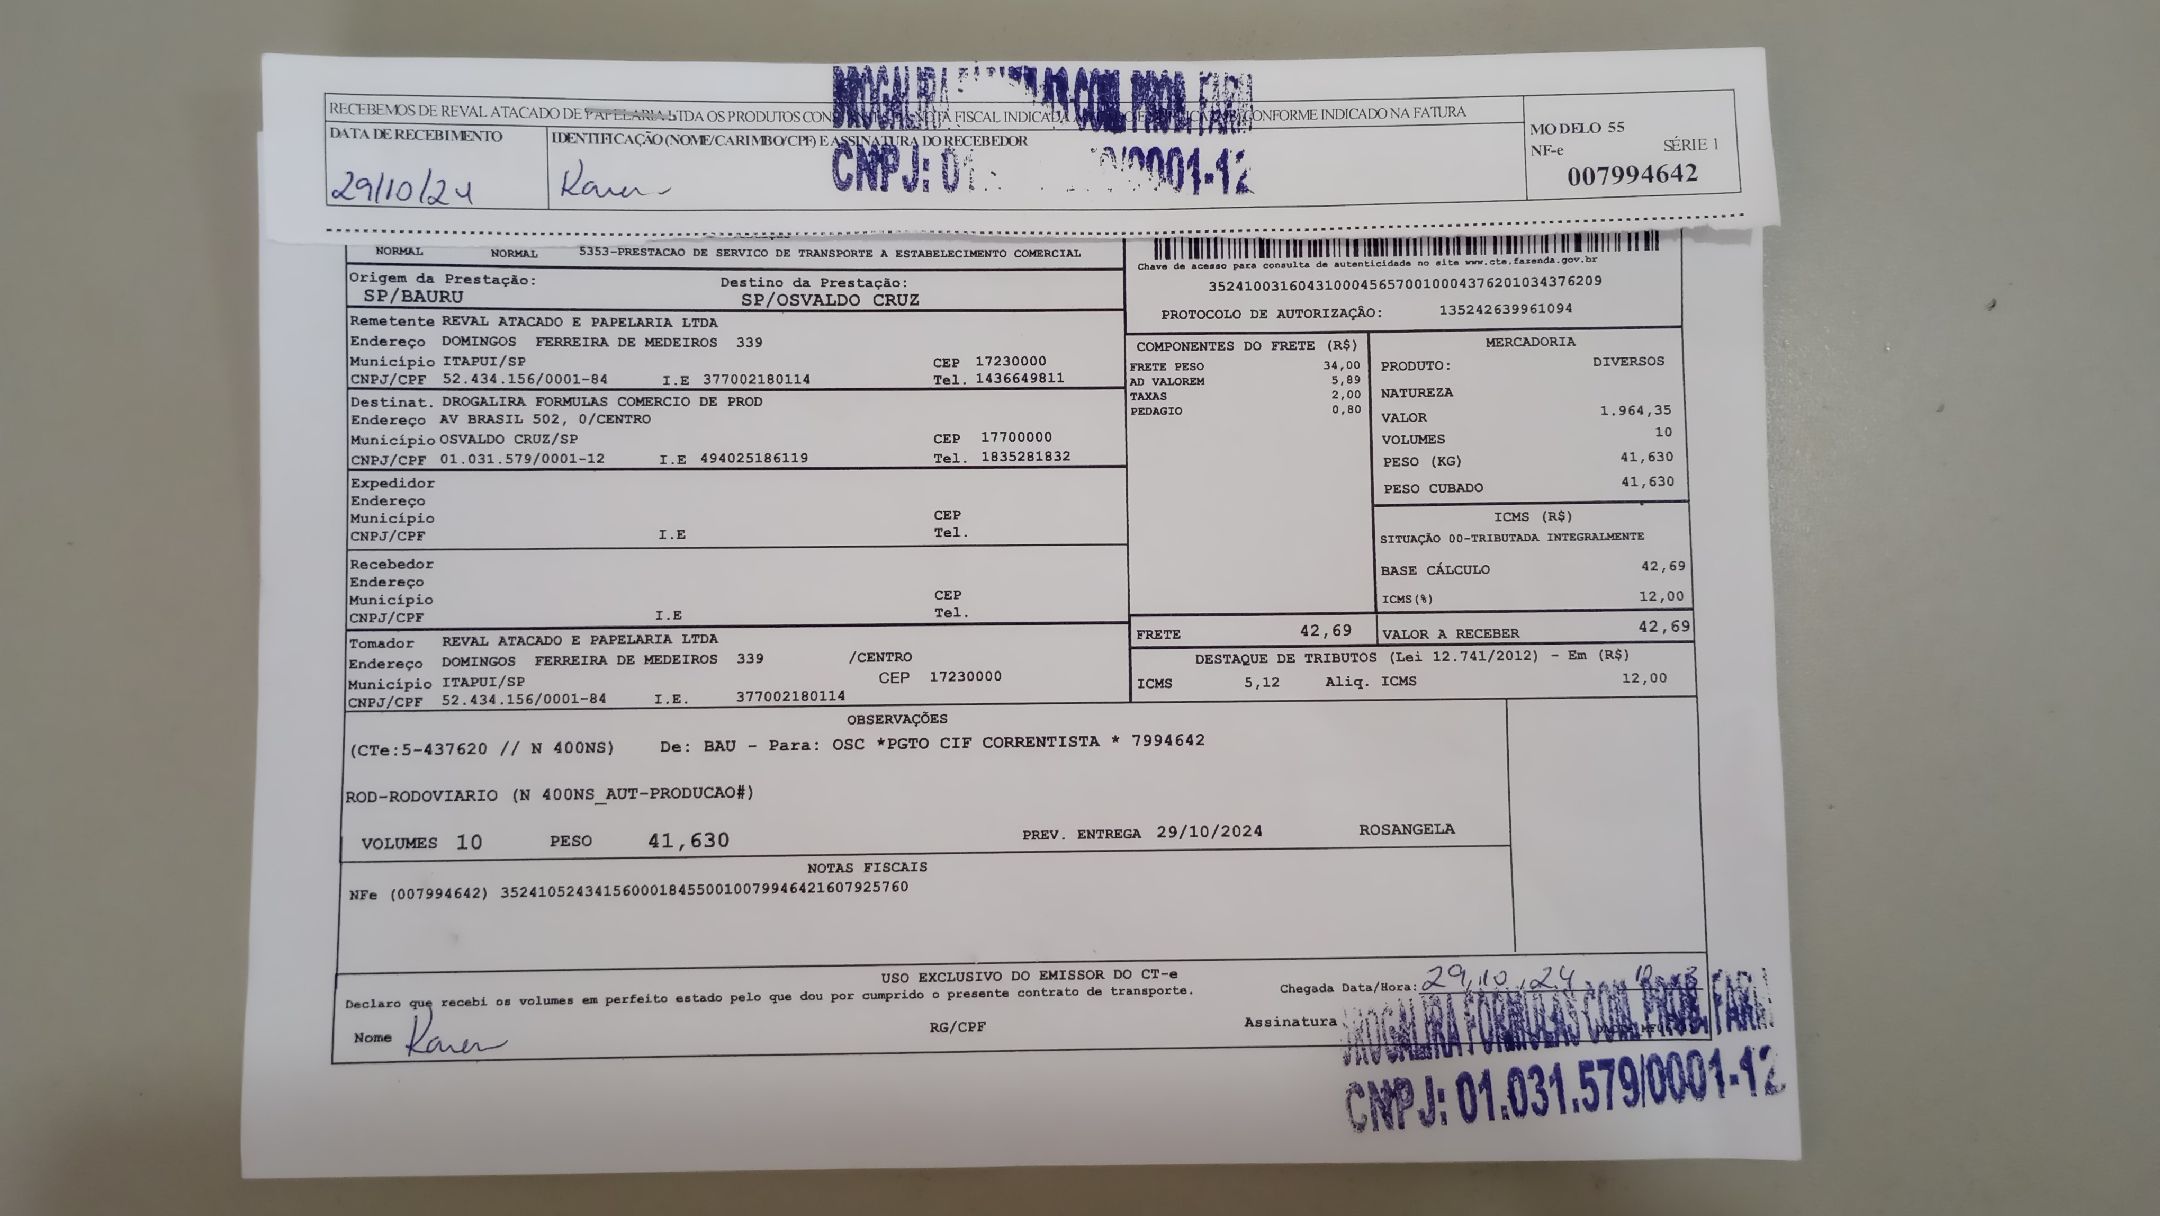 RECEBEMOS DE REVAL ATACADO DE PAPELARIA LTDA OS PRODUTOS CONS NOTA FISCAL INDICADA CONFORME INDICADO NA FATURA
DATA DE RECEBIMENTO
IDENTIFICAÇÃO (NOME/CARIMBO/CPF) E ASSINATURA DO RECEBEDOR
MODELO 55
NF-e SÉRIE 1
007994642
29/10/24
Karen
DROGALIRA COM. PROD. FARM
CNPJ: 01. /0001-12
NORMAL NORMAL 5353-PRESTACAO DE SERVICO DE TRANSPORTE A ESTABELECIMENTO COMERCIAL
Origem da Prestação: Destino da Prestação:
SP/BAURU SP/OSVALDO CRUZ
Chave de acesso para consulta de autenticidade no site www.cte.fazenda.gov.br
35241003160431000456570010004376201034376209
PROTOCOLO DE AUTORIZAÇÃO: 135242639961094
Remetente REVAL ATACADO E PAPELARIA LTDA
Endereço DOMINGOS FERREIRA DE MEDEIROS 339
Município ITAPUI/SP CEP 17230000
CNPJ/CPF 52.434.156/0001-84 I.E 377002180114 Tel. 1436649811
Destinat. DROGALIRA FORMULAS COMERCIO DE PROD
Endereço AV BRASIL 502, 0/CENTRO
Município OSVALDO CRUZ/SP CEP 17700000
CNPJ/CPF 01.031.579/0001-12 I.E 494025186119 Tel. 1835281832
Expedidor
Endereço
Município CEP
CNPJ/CPF I.E Tel.
Recebedor
Endereço
Município CEP
CNPJ/CPF I.E Tel.
Tomador REVAL ATACADO E PAPELARIA LTDA
Endereço DOMINGOS FERREIRA DE MEDEIROS 339 /CENTRO
Município ITAPUI/SP CEP 17230000
CNPJ/CPF 52.434.156/0001-84 I.E. 377002180114
COMPONENTES DO FRETE (R$)
FRETE PESO 34,00
AD VALOREM 5,89
TAXAS 2,00
PEDAGIO 0,80
MERCADORIA
PRODUTO: DIVERSOS
NATUREZA
VALOR 1.964,35
VOLUMES 10
PESO (KG) 41,630
PESO CUBADO 41,630
ICMS (R$)
SITUAÇÃO 00-TRIBUTADA INTEGRALMENTE
BASE CÁLCULO 42,69
ICMS(%) 12,00
FRETE 42,69 VALOR A RECEBER 42,69
DESTAQUE DE TRIBUTOS (Lei 12.741/2012) - Em (R$)
ICMS 5,12 Aliq. ICMS 12,00
OBSERVAÇÕES
(CTe:5-437620 // N 400NS) De: BAU - Para: OSC *PGTO CIF CORRENTISTA * 7994642
ROD-RODOVIARIO (N 400NS_AUT-PRODUCAO#)
VOLUMES 10 PESO 41,630 PREV. ENTREGA 29/10/2024 ROSANGELA
NOTAS FISCAIS
NFe (007994642) 35241052434156000184550010079946421607925760
USO EXCLUSIVO DO EMISSOR DO CT-e
Declaro que recebi os volumes em perfeito estado pelo que dou por cumprido o presente contrato de transporte.
Chegada Data/Hora: 29,10,24
Nome Karen RG/CPF Assinatura
DROGALIRA FORMULAS COM. PROD. FARM
CNPJ: 01.031.579/0001-12